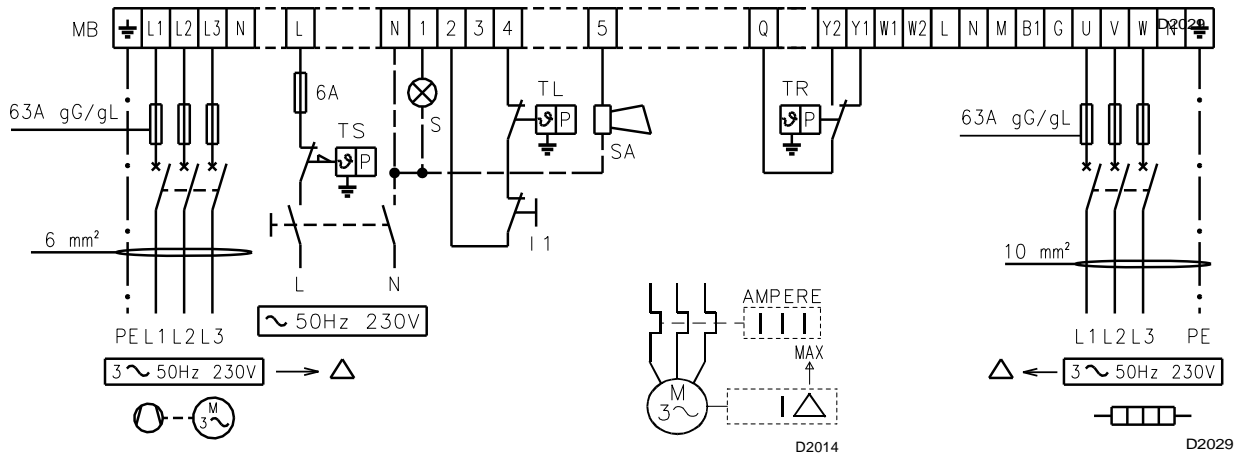 MB L1 L2 L3 N L N 1 2 3 4 5 Q Y2 Y1 W1 W2 L N M B1 G U V W N D2029
63A gG/gL
6A
TS
ϑ P
S
TL
ϑ P
SA
TR
ϑ P
63A gG/gL
6 mm²
I1
10 mm²
L N
PE L1 L2 L3
50Hz 230V
AMPERE
L1 L2 L3 PE
3 50Hz 230V
MAX
3 50Hz 230V
M
3
M
3
D2014
D2029